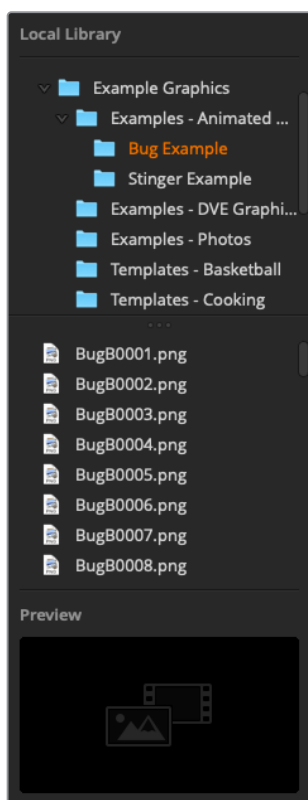 Local Library
Example Graphics
Examples - Animated ...
Bug Example
Stinger Example
Examples - DVE Graphi...
Examples - Photos
Templates - Basketball
Templates - Cooking
BugB0001.png
BugB0002.png
BugB0003.png
BugB0004.png
BugB0005.png
BugB0006.png
BugB0007.png
BugB0008.png
Preview